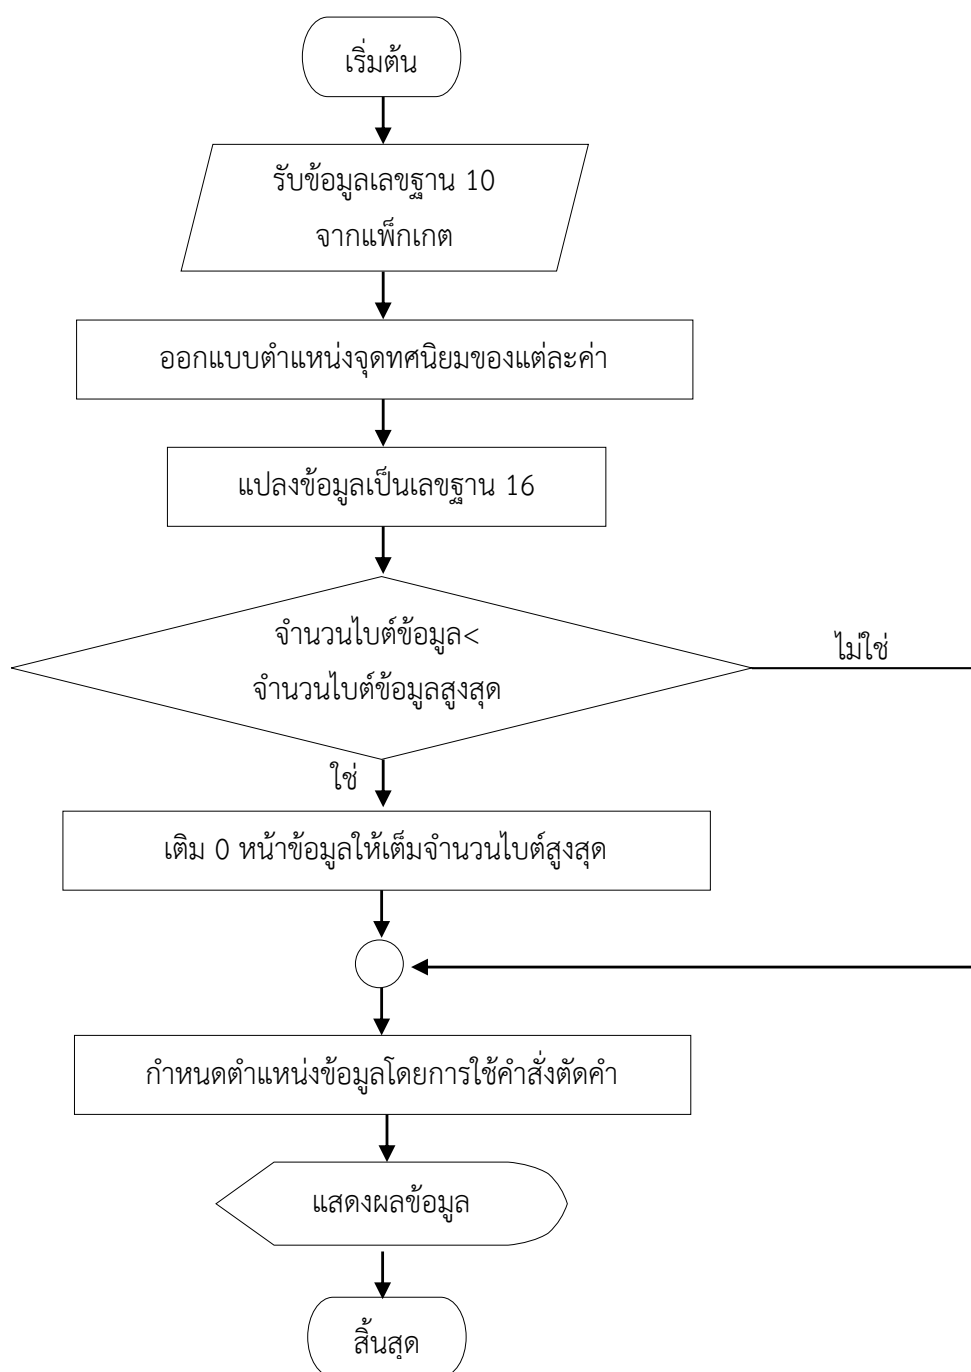 เริ่มต้น
รับข้อมูลเลขฐาน 10
จากแพ็กเกต
ออกแบบตำแหน่งจุดทศนิยมของแต่ละค่า
แปลงข้อมูลเป็นเลขฐาน 16
จำนวนไบต์ข้อมูล<
จำนวนไบต์ข้อมูลสูงสุด
ไม่ใช่
ใช่
เติม 0 หน้าข้อมูลให้เต็มจำนวนไบต์สูงสุด
กำหนดตำแหน่งข้อมูลโดยการใช้คำสั่งตัดคำ
แสดงผลข้อมูล
สิ้นสุด